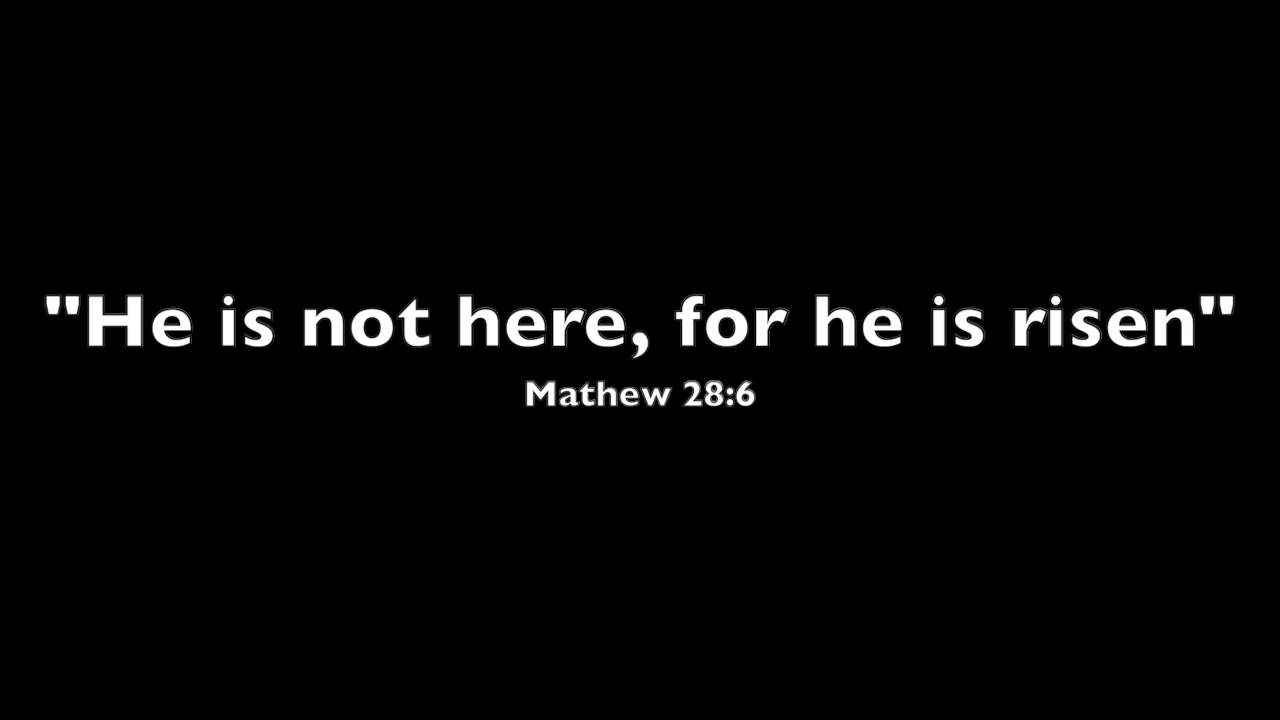 "He is not here, for he is risen"
Mathew 28:6